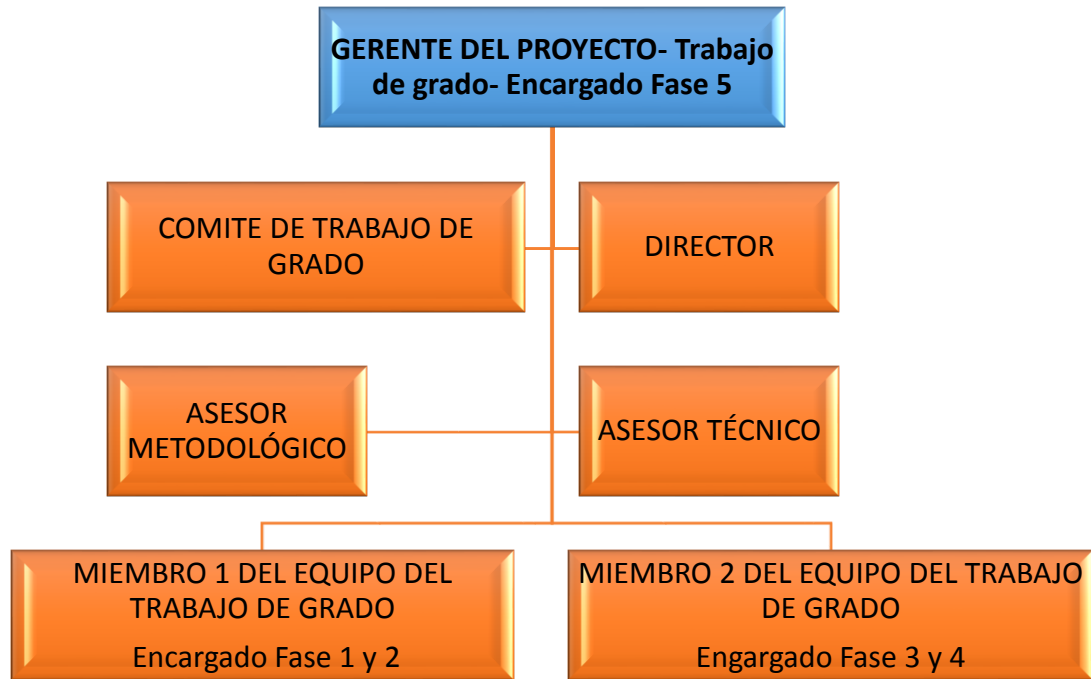 GERENTE DEL PROYECTO- Trabajo
de grado- Encargado Fase 5
COMITE DE TRABAJO DE
GRADO
DIRECTOR
ASESOR
METODOLÓGICO
ASESOR TÉCNICO
MIEMBRO 1 DEL EQUIPO DEL
TRABAJO DE GRADO
Encargado Fase 1 y 2
MIEMBRO 2 DEL EQUIPO DEL TRABAJO
DE GRADO
Engargado Fase 3 y 4